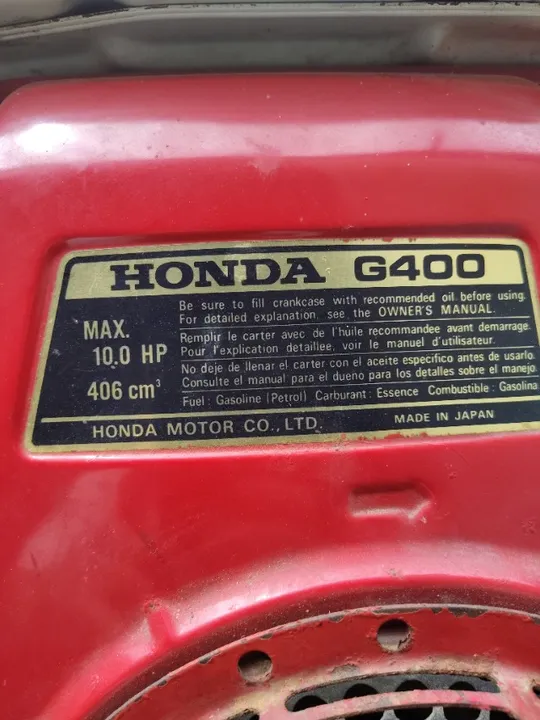 HONDA G400
MAX.
10.0 HP
406 cm³
Be sure to fill crankcase with recommended oil before using.
For detailed explanation, see the OWNER'S MANUAL.
Remplir le carter avec de l'huile recommandee avant demarrage.
Pour l'explication detaillee, voir le manuel d'utilisateur.
No deje de llenar el carter con el aceite especifico antes de usarlo.
Consulte el manual para el dueno para los detalles sobre el manejo.
Fuel: Gasoline (Petrol) Carburant: Essence Combustible: Gasolina
HONDA MOTOR CO., LTD. MADE IN JAPAN